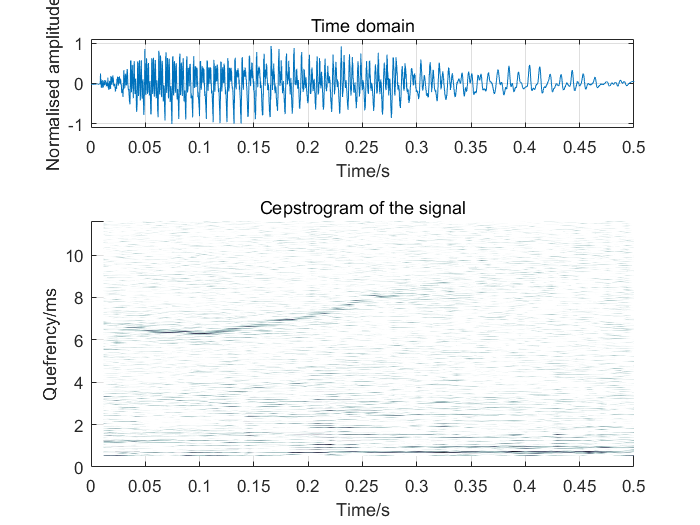 Time domain
Normalised amplitude
1
0
-1
0 0.05 0.1 0.15 0.2 0.25 0.3 0.35 0.4 0.45 0.5
Time/s
Cepstrogram of the signal
Quefrency/ms
10
8
6
4
2
0
0 0.05 0.1 0.15 0.2 0.25 0.3 0.35 0.4 0.45 0.5
Time/s